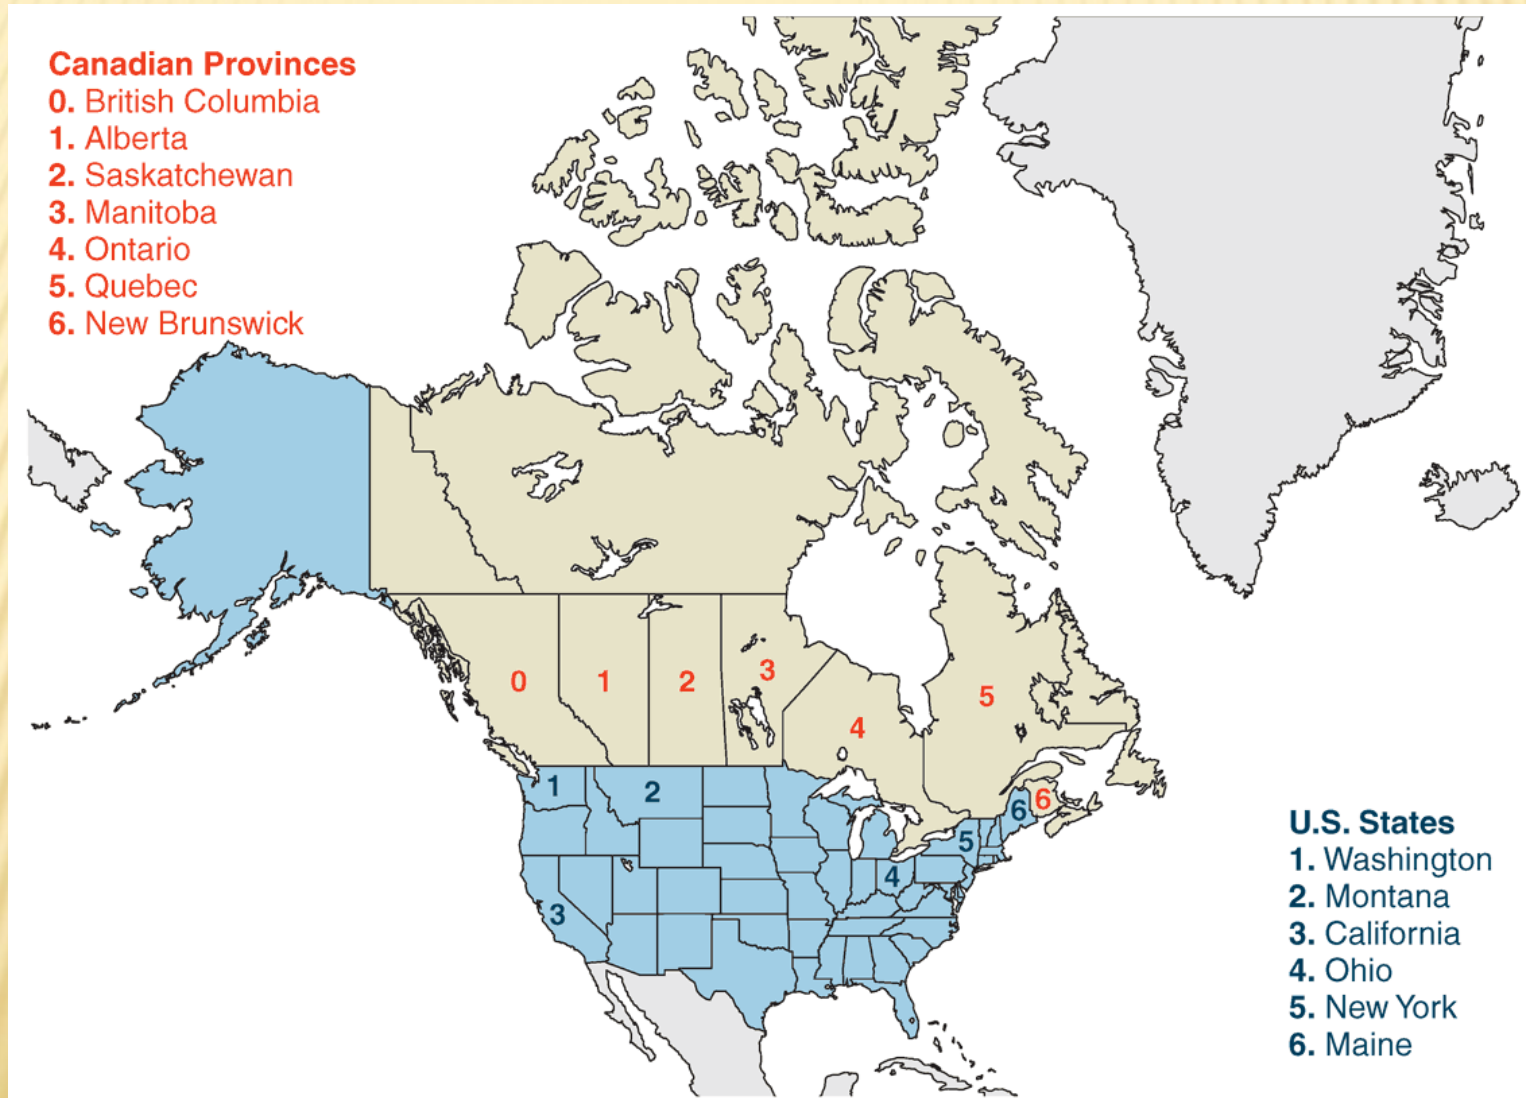 Canadian Provinces
0. British Columbia
1. Alberta
2. Saskatchewan
3. Manitoba
4. Ontario
5. Quebec
6. New Brunswick
0
1
2
3
4
5
6
1
2
3
4
5
6
U.S. States
1. Washington
2. Montana
3. California
4. Ohio
5. New York
6. Maine